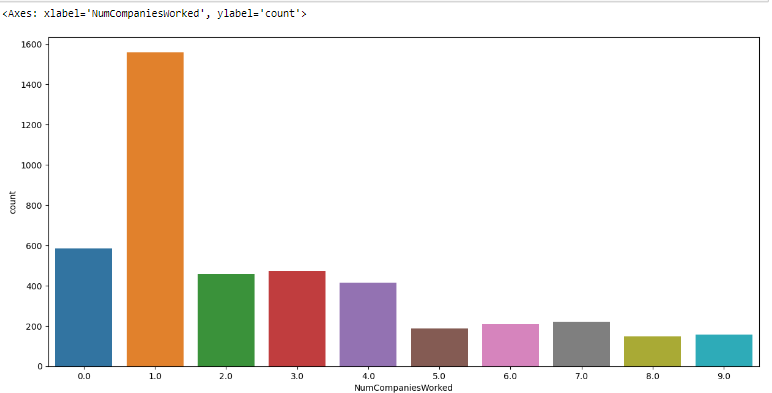 <Axes: xlabel='NumCompaniesWorked', ylabel='count'>
1600
1400
1200
1000
800
600
400
200
0
count
0.0 1.0 2.0 3.0 4.0 5.0 6.0 7.0 8.0 9.0
NumCompaniesWorked